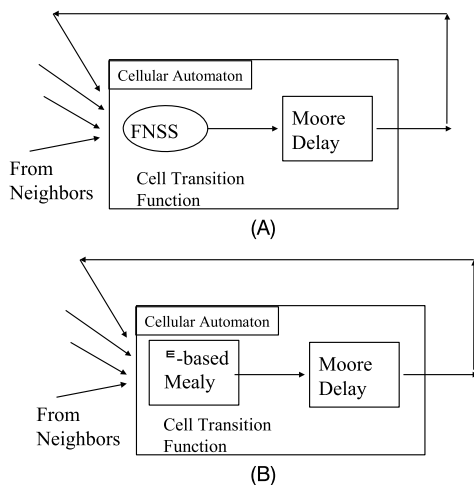 Cellular Automaton
FNSS
Moore
Delay
From
Neighbors
Cell Transition
Function
(A)
Cellular Automaton
E-based
Mealy
Moore
Delay
From
Neighbors
Cell Transition
Function
(B)